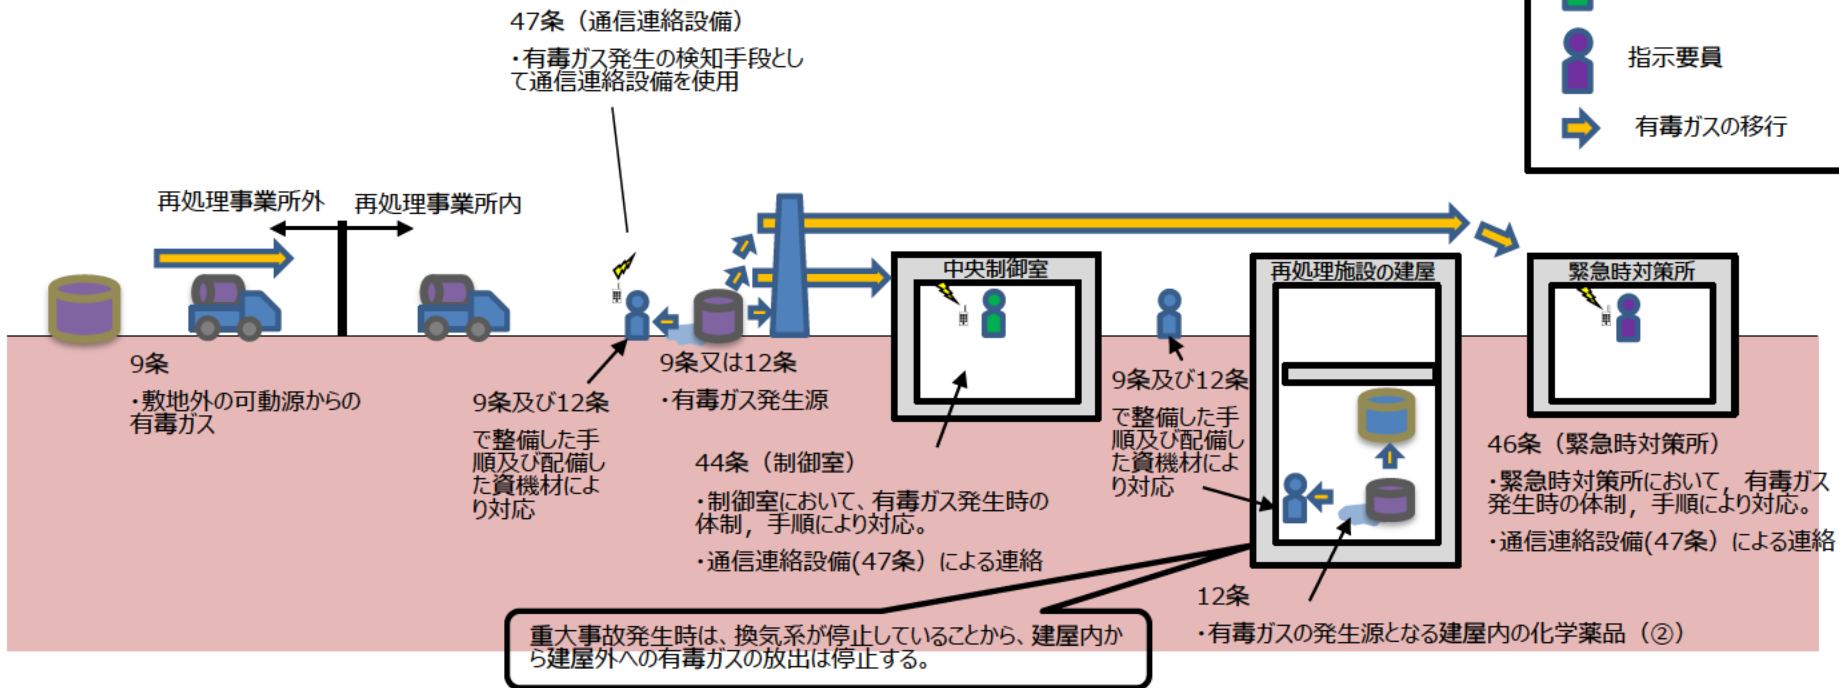 47条（通信連絡設備）
・有毒ガス発生の検知手段とし
て通信連絡設備を使用
指示要員
有毒ガスの移行
再処理事業所外
再処理事業所内
中央制御室
再処理施設の建屋
緊急時対策所
9条
・敷地外の可動源からの
有毒ガス
9条及び12条
で整備した手
順及び配備し
た資機材によ
り対応
9条又は12条
・有毒ガス発生源
44条（制御室）
・制御室において、有毒ガス発生時の
体制，手順により対応。
・通信連絡設備(47条）による連絡
9条及び12条
で整備した手
順及び配備し
た資機材によ
り対応
46条（緊急時対策所）
・緊急時対策所において，有毒ガス
発生時の体制，手順により対応。
・通信連絡設備(47条）による連絡
12条
・有毒ガスの発生源となる建屋内の化学薬品（②）
重大事故発生時は、換気系が停止していることから、建屋内か
ら建屋外への有毒ガスの放出は停止する。